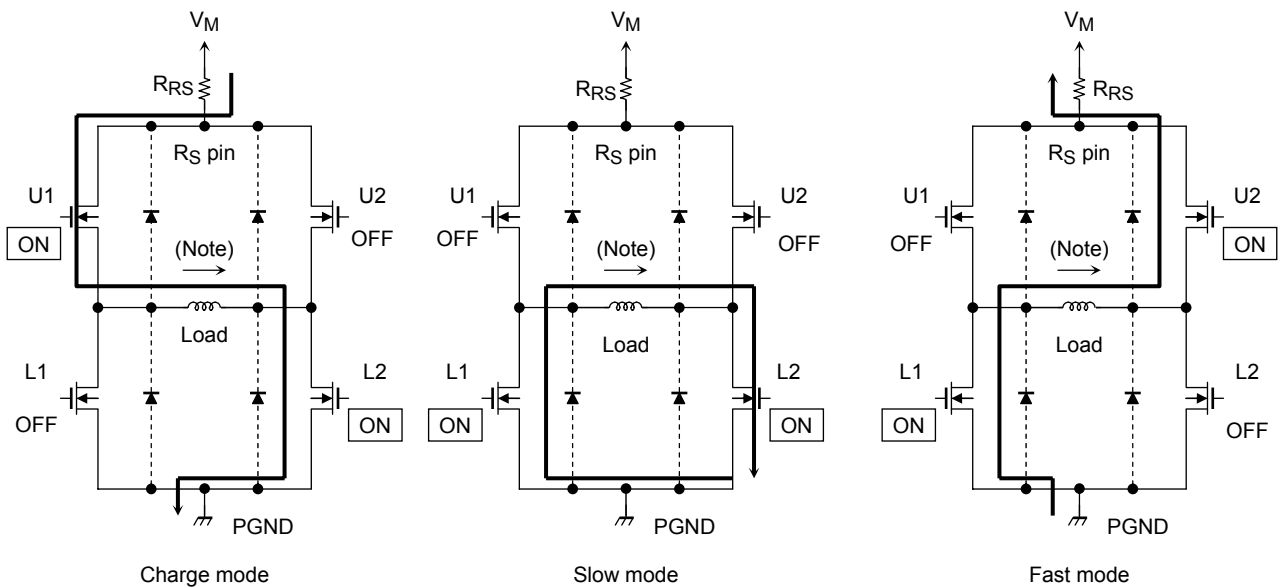 VM
RRS
RS pin
U1
ON
U2
OFF
(Note)
Load
L1
OFF
L2
ON
PGND
Charge mode
VM
RRS
RS pin
U1
OFF
U2
OFF
(Note)
Load
L1
ON
L2
ON
PGND
Slow mode
VM
RRS
RS pin
U1
OFF
U2
ON
(Note)
Load
L1
ON
L2
OFF
PGND
Fast mode